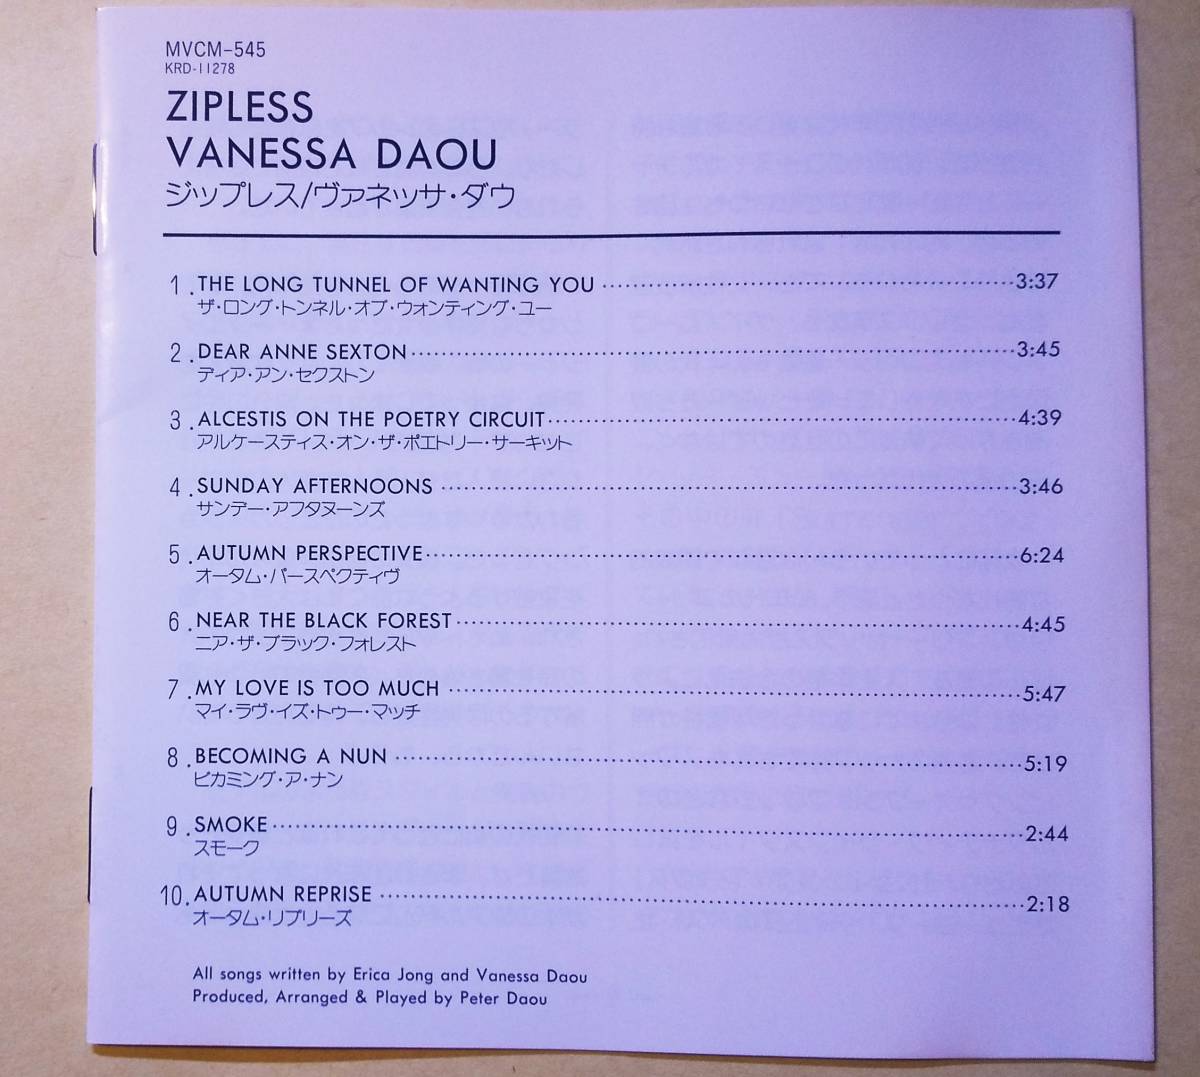 MVCM-545
KRD-11278
ZIPLESS
VANESSA DAOU
ジップレス/ヴァネッサ・ダウ
1. THE LONG TUNNEL OF WANTING YOU 3:37
ザ・ロング・トンネル・オブ・ウォンティング・ユー
2. DEAR ANNE SEXTON 3:45
ディア・アン・セクストン
3. ALCESTIS ON THE POETRY CIRCUIT 4:39
アルケースティス・オン・ザ・ポエトリー・サーキット
4. SUNDAY AFTERNOONS 3:46
サンデー・アフタヌーンズ
5. AUTUMN PERSPECTIVE 6:24
オータム・パースペクティヴ
6. NEAR THE BLACK FOREST 4:45
ニア・ザ・ブラック・フォレスト
7. MY LOVE IS TOO MUCH 5:47
マイ・ラヴ・イズ・トゥー・マッチ
8. BECOMING A NUN 5:19
ビカミング・ア・ナン
9. SMOKE 2:44
スモーク
10. AUTUMN REPRISE 2:18
オータム・リプリーズ
All songs written by Erica Jong and Vanessa Daou
Produced, Arranged & Played by Peter Daou